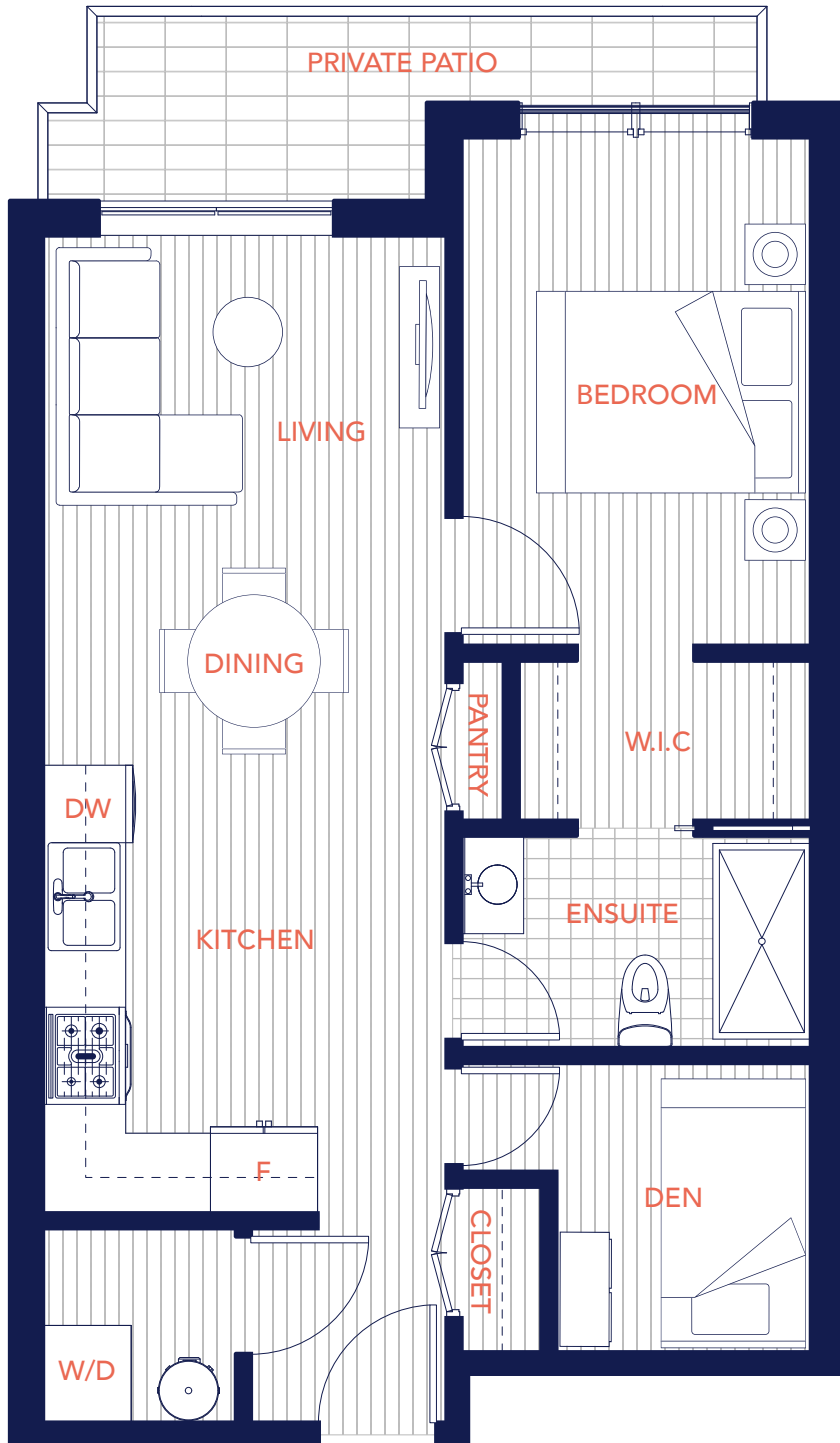 PRIVATE PATIO
BEDROOM
LIVING
DINING
PANTRY
W.I.C
DW
ENSUITE
KITCHEN
F
DEN
CLOSET
W/D